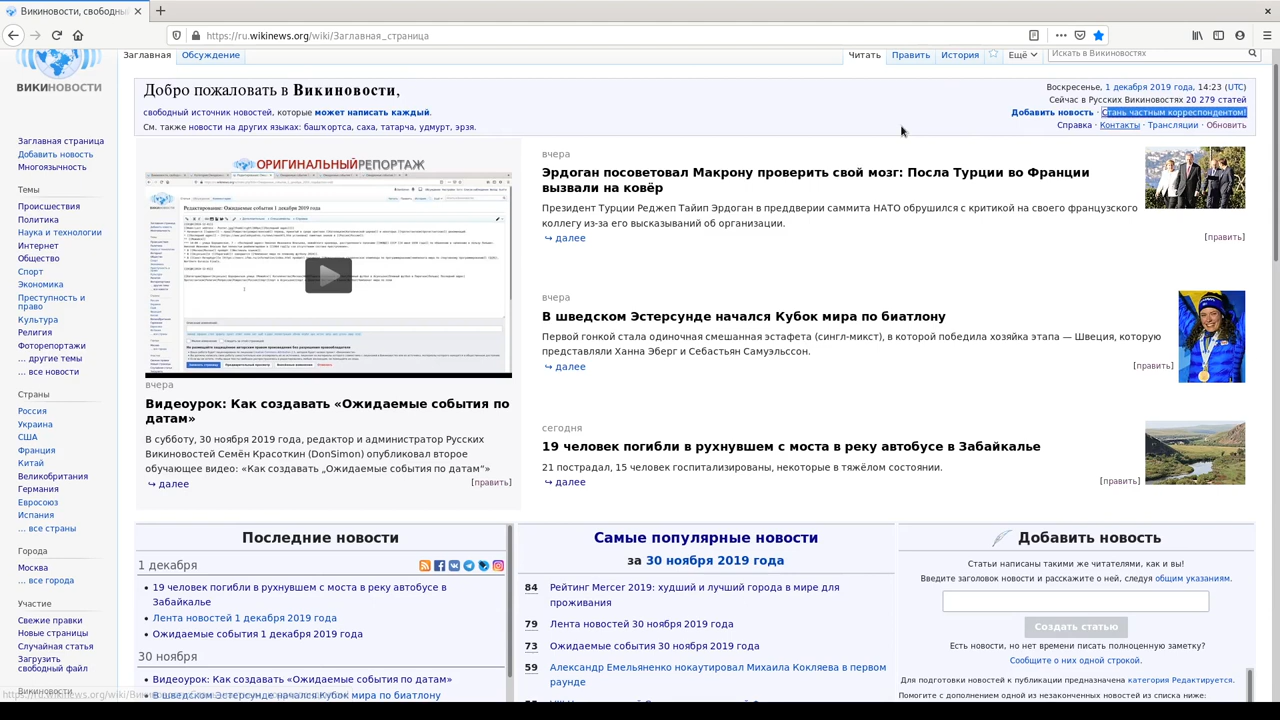 Викиновости, свободный
https://ru.wikinews.org/wiki/Заглавная_страница
ВИКИНОВОСТИ
Заглавная
Обсуждение
Читать
Править
История
Ещё
Искать в Викиновостях
Добро пожаловать в Викиновости,
свободный источник новостей, которые может написать каждый.
См. также новости на других языках: башҡортса, саха, татарча, удмурт, эрзя.
Воскресенье, 1 декабря 2019 года, 14:23 (UTC)
Сейчас в Русских Викиновостях 20 279 статей
Добавить новость · Стань частным корреспондентом!
Справка · Контакты · Трансляции · Обновить
Заглавная страница
Добавить новость
Многоязычность
Темы
Происшествия
Политика
Наука и технологии
Интернет
Общество
Спорт
Экономика
Преступность и
право
Культура
Религия
Фоторепортажи
... другие темы
... все новости
Страны
Россия
Украина
США
Франция
Китай
Великобритания
Германия
Евросоюз
Испания
... все страны
Города
Москва
... все города
Участие
Свежие правки
Новые страницы
Случайная статья
Загрузить
свободный файл
Викиновости
ОРИГИНАЛЬНЫЙРЕПОРТАЖ
вчера
Видеоурок: Как создавать «Ожидаемые события по
датам»
В субботу, 30 ноября 2019 года, редактор и администратор Русских
Викиновостей Семён Красоткин (DonSimon) опубликовал второе
обучающее видео: «Как создавать „Ожидаемые события по датам“»
↪ далее
[править]
вчера
Эрдоган посоветовал Макрону проверить свой мозг: Посла Турции во Франции
вызвали на ковёр
Президент Турции Реджеп Тайип Эрдоган в преддверии саммита НАТО обрушился с критикой на своего французского
коллегу из-за его высказываний об организации.
↪ далее
[править]
вчера
В шведском Эстерсунде начался Кубок мира по биатлону
Первой гонкой стала одиночная смешанная эстафета (сингл-микст), в которой победили хозяева этапа — Швеция, которую
представляли Ханна Эберг и Себастьян Самуэльссон.
↪ далее
[править]
сегодня
19 человек погибли в рухнувшем с моста в реку автобусе в Забайкалье
21 пострадал, 15 человек госпитализированы, некоторые в тяжёлом состоянии.
↪ далее
[править]
Последние новости
1 декабря
19 человек погибли в рухнувшем с моста в реку автобусе в
Забайкалье
Лента новостей 1 декабря 2019 года
Ожидаемые события 1 декабря 2019 года
30 ноября
Видеоурок: Как создавать «Ожидаемые события по датам»
В шведском Эстерсунде начался Кубок мира по биатлону
Самые популярные новости
за 30 ноября 2019 года
84 Рейтинг Mercer 2019: худший и лучший города в мире для
проживания
79 Лента новостей 30 ноября 2019 года
73 Ожидаемые события 30 ноября 2019 года
59 Александр Емельяненко нокаутировал Михаила Кокляева в первом
раунде
Добавить новость
Статьи написаны такими же читателями, как и вы!
Введите заголовок новости и расскажите о ней, следуя общим указаниям.
Создать статью
Есть новости, но нет времени писать полноценную заметку?
Сообщите о них одной строкой.
Для подготовки новостей к публикации предназначена категория Редактируется.
Помогите с дополнением одной из незаконченных новостей из списка ниже: